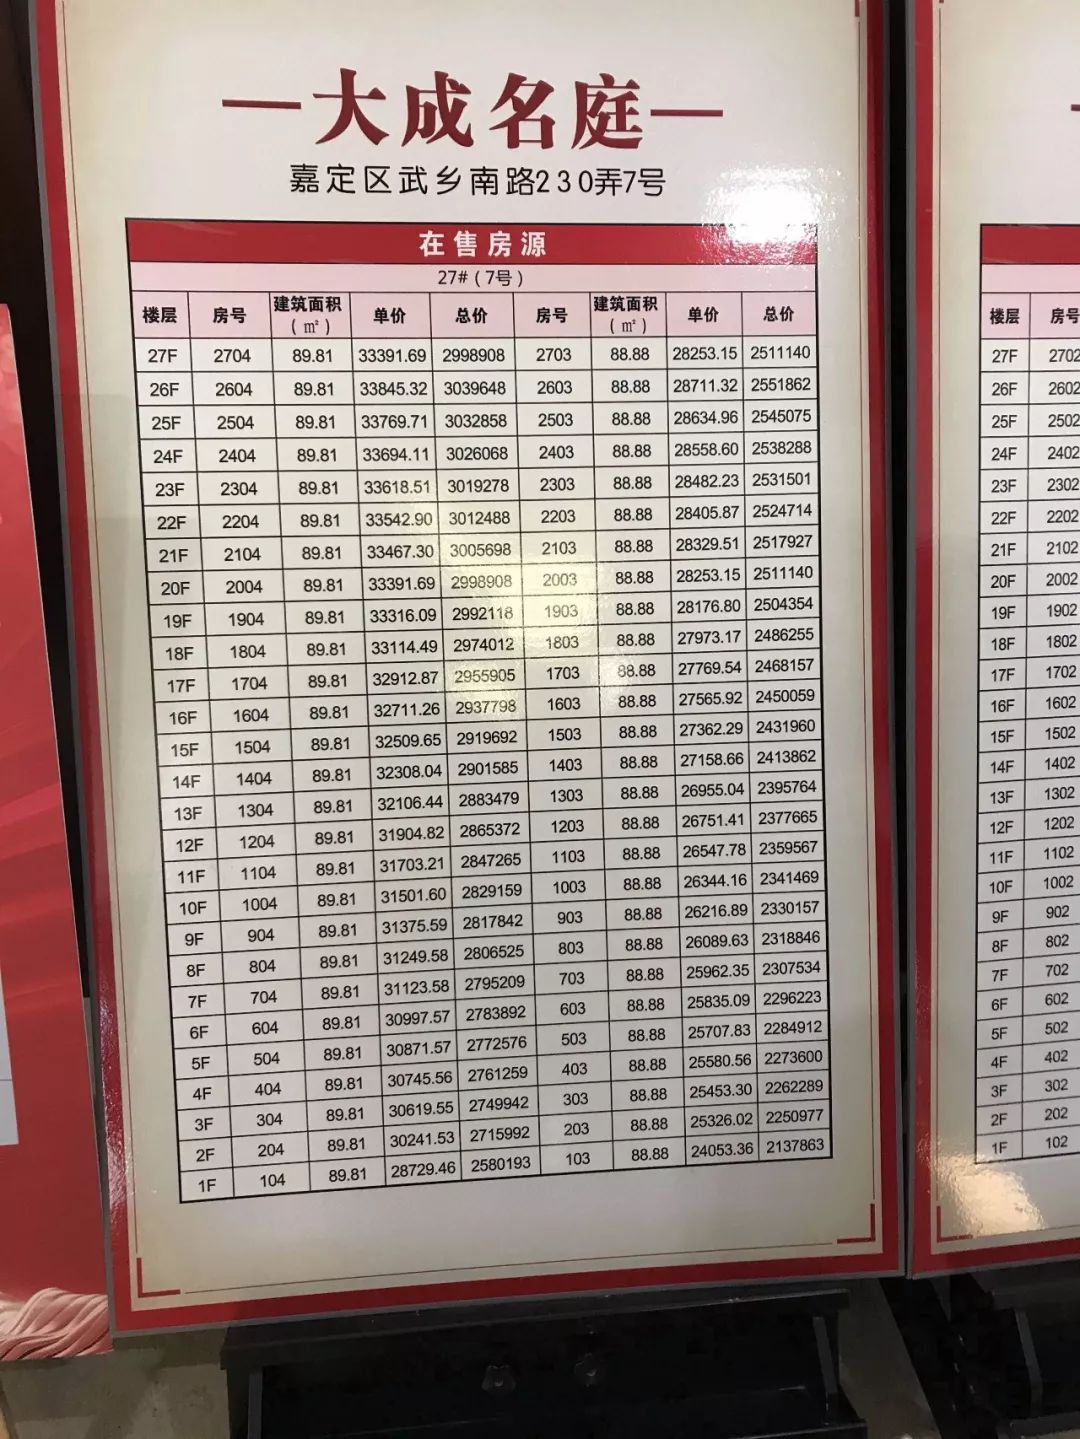 大成名庭
嘉定区武乡南路230弄7号
在售房源
27#(7号)
楼层 房号 建筑面积(㎡) 单价 总价 房号 建筑面积(㎡) 单价 总价
27F 2704 89.81 33391.69 2998908 2703 88.88 28253.15 2511140
26F 2604 89.81 33845.32 3039648 2603 88.88 28711.32 2551862
25F 2504 89.81 33769.71 3032858 2503 88.88 28634.96 2545075
24F 2404 89.81 33694.11 3026068 2403 88.88 28558.60 2538288
23F 2304 89.81 33618.51 3019278 2303 88.88 28482.23 2531501
22F 2204 89.81 33542.90 3012488 2203 88.88 28405.87 2524714
21F 2104 89.81 33467.30 3005698 2103 88.88 28329.51 2517927
20F 2004 89.81 33391.69 2998908 2003 88.88 28253.15 2511140
19F 1904 89.81 33316.09 2992118 1903 88.88 28176.80 2504354
18F 1804 89.81 33114.49 2974012 1803 88.88 27973.17 2486255
17F 1704 89.81 32912.87 2955905 1703 88.88 27769.54 2468157
16F 1604 89.81 32711.26 2937798 1603 88.88 27565.92 2450059
15F 1504 89.81 32509.65 2919692 1503 88.88 27362.29 2431960
14F 1404 89.81 32308.04 2901585 1403 88.88 27158.66 2413862
13F 1304 89.81 32106.44 2883479 1303 88.88 26955.04 2395764
12F 1204 89.81 31904.82 2865372 1203 88.88 26751.41 2377665
11F 1104 89.81 31703.21 2847265 1103 88.88 26547.78 2359567
10F 1004 89.81 31501.60 2829159 1003 88.88 26344.16 2341469
9F 904 89.81 31375.59 2817842 903 88.88 26216.89 2330157
8F 804 89.81 31249.58 2806525 803 88.88 26089.63 2318846
7F 704 89.81 31123.58 2795209 703 88.88 25962.35 2307534
6F 604 89.81 30997.57 2783892 603 88.88 25835.09 2296223
5F 504 89.81 30871.57 2772576 503 88.88 25707.83 2284912
4F 404 89.81 30745.56 2761259 403 88.88 25580.56 2273600
3F 304 89.81 30619.55 2749942 303 88.88 25453.30 2262289
2F 204 89.81 30241.53 2715992 203 88.88 25326.02 2250977
1F 104 89.81 28729.46 2580193 103 88.88 24053.36 2137863
楼层 房号
27F 2702
26F 2602
25F 2502
24F 2402
23F 2302
22F 2202
21F 2102
20F 2002
19F 1902
18F 1802
17F 1702
16F 1602
15F 1502
14F 1402
13F 1302
12F 1202
11F 1102
10F 1002
9F 902
8F 802
7F 702
6F 602
5F 502
4F 402
3F 302
2F 202
1F 102